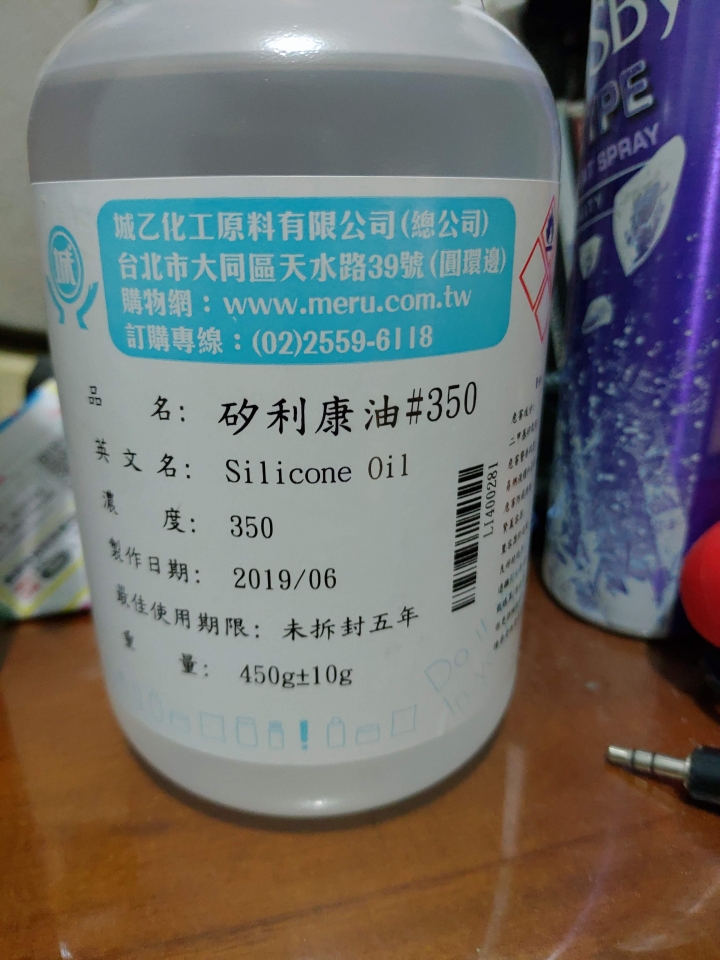 城
城乙化工原料有限公司(總公司)
台北市大同區天水路39號(圓環邊)
購物網：www.meru.com.tw
訂購專線：(02)2559-6118
品名: 矽利康油#350
英文名: Silicone Oil
濃度: 350
製作日期: 2019/06
最佳使用期限: 未拆封五年
重量: 450g±10g
LI400281
Do It
In
SPRAY